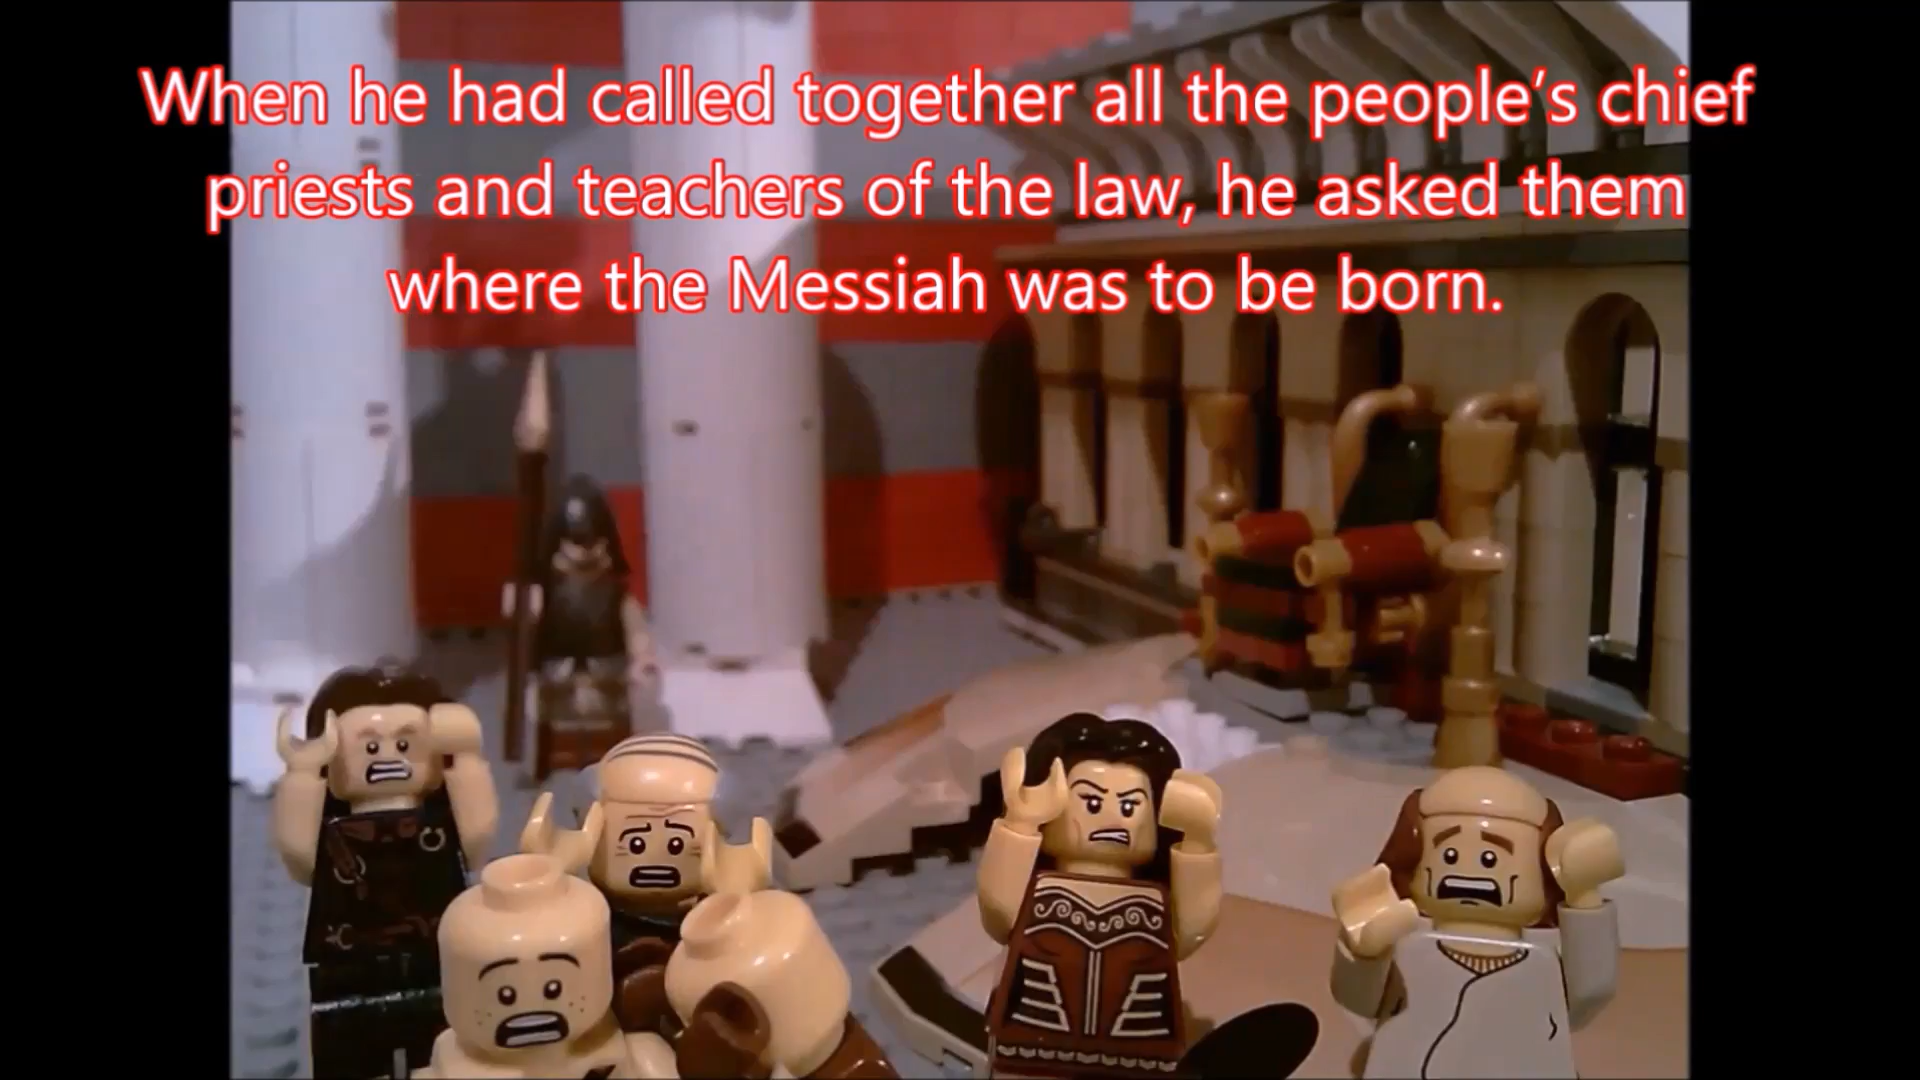 When he had called together all the people’s chief
priests and teachers of the law, he asked them
where the Messiah was to be born.